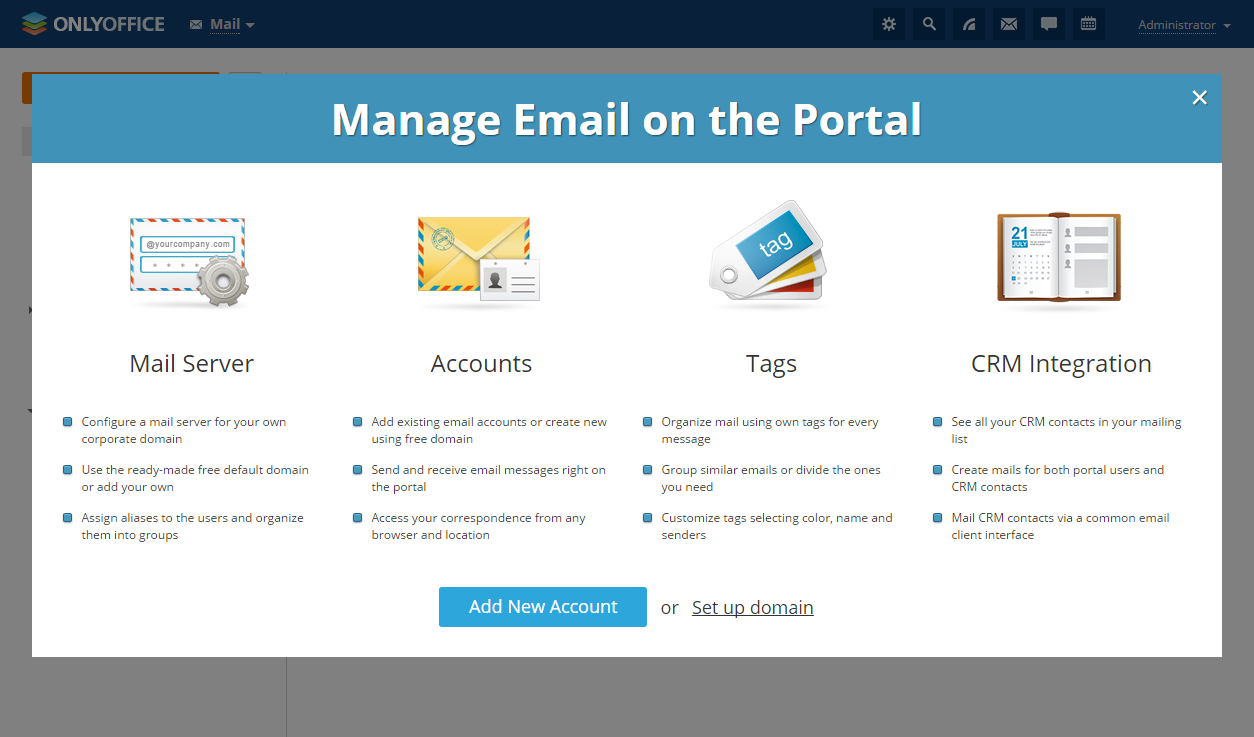 ONLYOFFICE Mail Administrator
Manage Email on the Portal
@yourcompany.com
tag
21
JULY
Mail Server
Accounts
Tags
CRM Integration
Configure a mail server for your own
corporate domain
Use the ready-made free default domain
or add your own
Assign aliases to the users and organize
them into groups
Add existing email accounts or create new
using free domain
Send and receive email messages right on
the portal
Access your correspondence from any
browser and location
Organize mail using own tags for every
message
Group similar emails or divide the ones
you need
Customize tags selecting color, name and
senders
See all your CRM contacts in your mailing
list
Create mails for both portal users and
CRM contacts
Mail CRM contacts via a common email
client interface
Add New Account or Set up domain